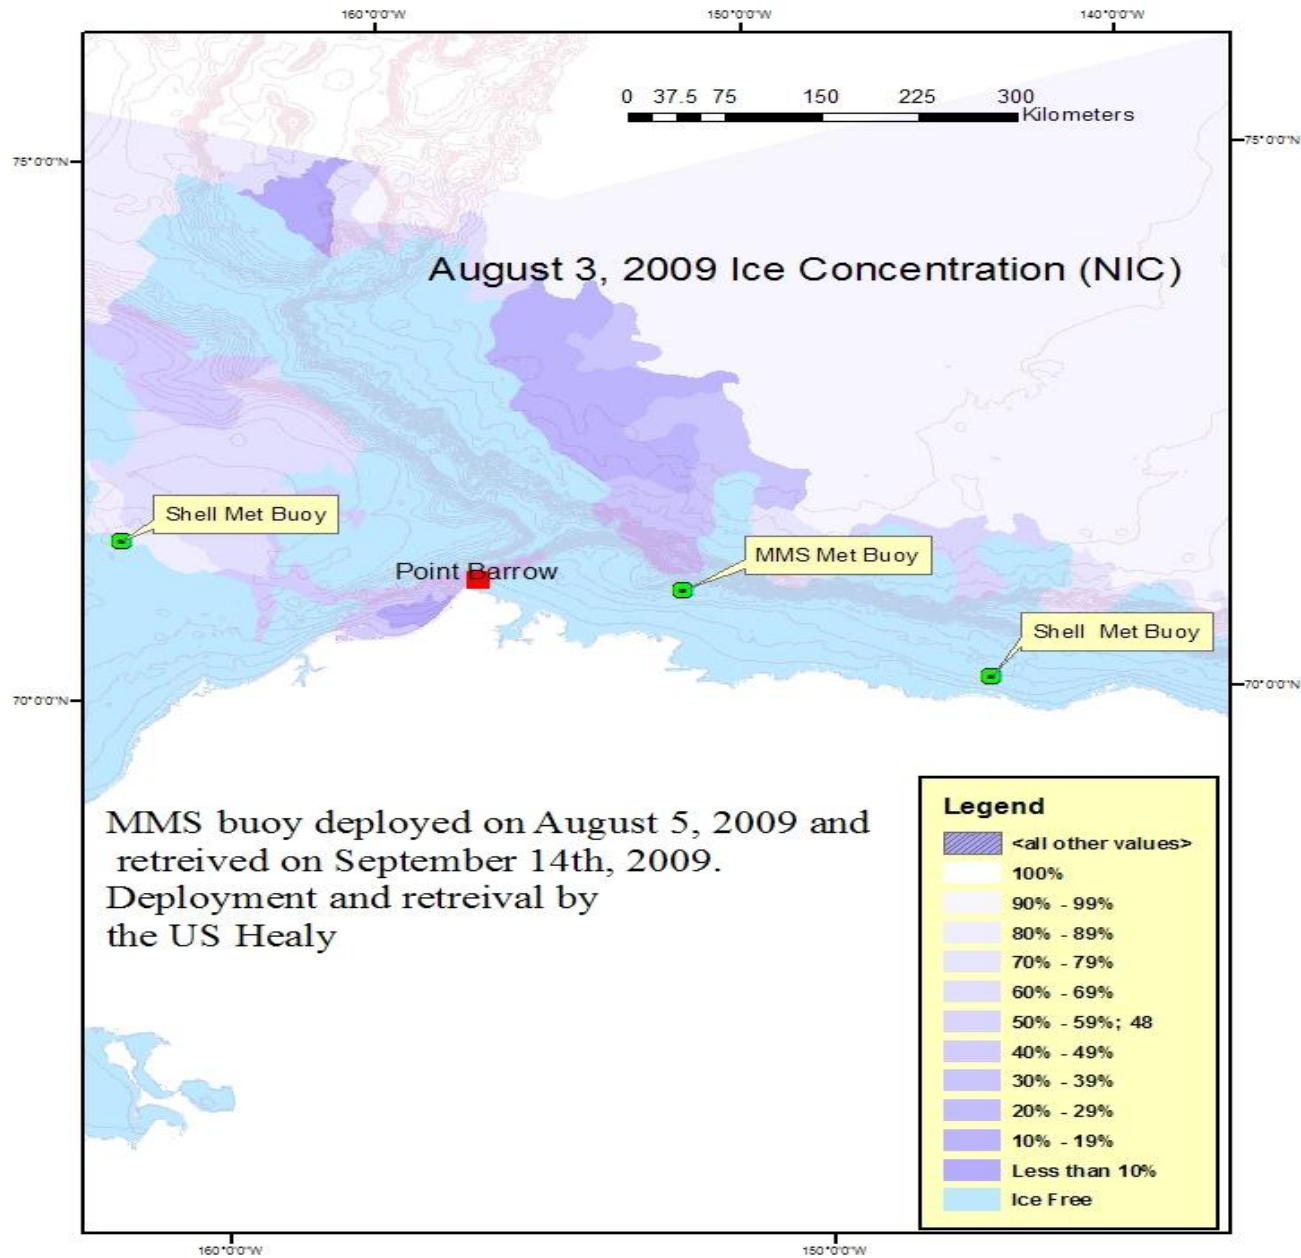 160°0'0"W 150°0'0"W 140°0'0"W
0 37.5 75 150 225 300
Kilometers
75°0'0"N 75°0'0"N
August 3, 2009 Ice Concentration (NIC)
Shell Met Buoy
MMS Met Buoy
Point Barrow
Shell Met Buoy
70°0'0"N 70°0'0"N
MMS buoy deployed on August 5, 2009 and
retreived on September 14th, 2009.
Deployment and retreival by
the US Healy
Legend
<all other values>
100%
90% - 99%
80% - 89%
70% - 79%
60% - 69%
50% - 59%; 48
40% - 49%
30% - 39%
20% - 29%
10% - 19%
Less than 10%
Ice Free
160°0'0"W 150°0'0"W